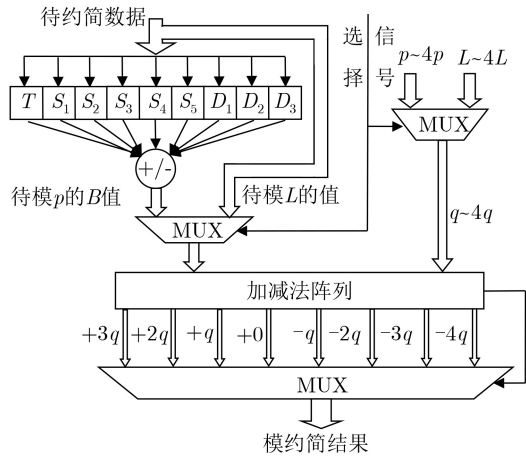 待约简数据
选 信
择 号
p~4p L~4L
T S1 S2 S3 S4 S5 D1 D2 D3
MUX
+/-
待模p的B值
待模L的值
MUX
q~4q
加减法阵列
+3q +2q +q +0 -q -2q -3q -4q
MUX
模约简结果